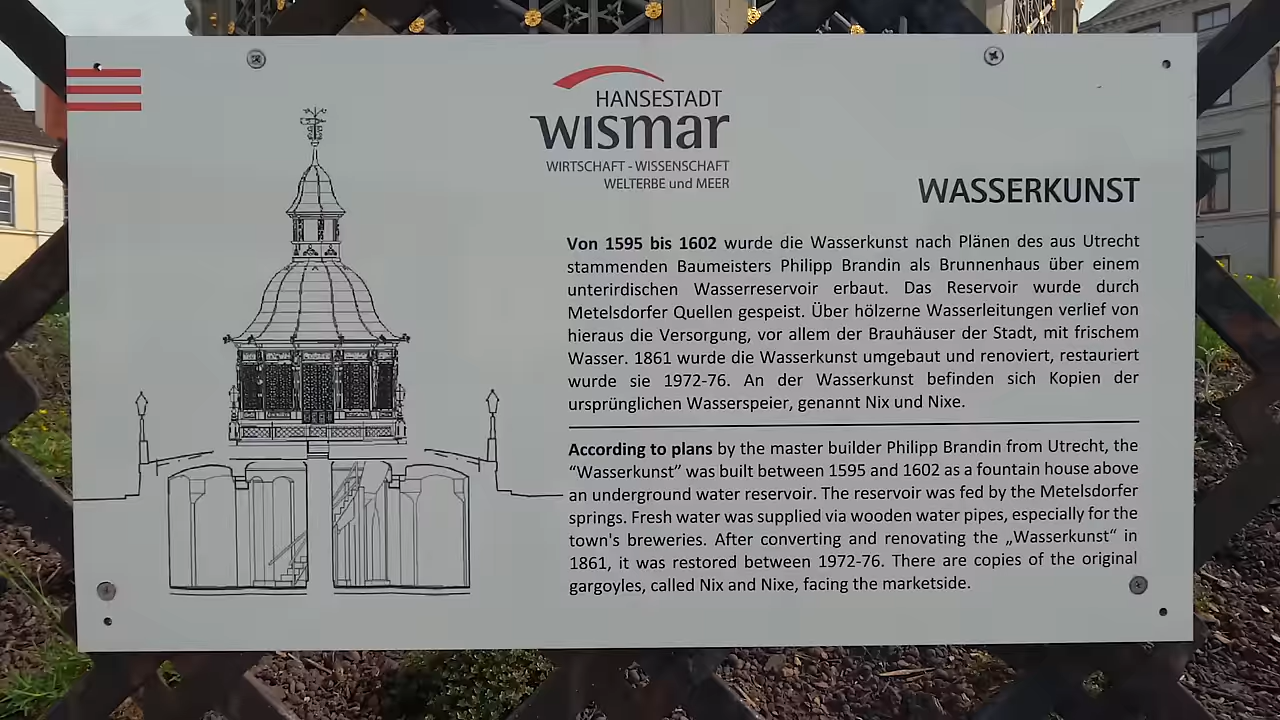 HANSESTADT
wismar
WIRTSCHAFT - WISSENSCHAFT
WELTERBE und MEER
WASSERKUNST
Von 1595 bis 1602 wurde die Wasserkunst nach Plänen des aus Utrecht
stammenden Baumeisters Philipp Brandin als Brunnenhaus über einem
unterirdischen Wasserreservoir erbaut. Das Reservoir wurde durch
Metelsdorfer Quellen gespeist. Über hölzerne Wasserleitungen verlief von
hieraus die Versorgung, vor allem der Brauhäuser der Stadt, mit frischem
Wasser. 1861 wurde die Wasserkunst umgebaut und renoviert, restauriert
wurde sie 1972-76. An der Wasserkunst befinden sich Kopien der
ursprünglichen Wasserspeier, genannt Nix und Nixe.
According to plans by the master builder Philipp Brandin from Utrecht, the
“Wasserkunst” was built between 1595 and 1602 as a fountain house above
an underground water reservoir. The reservoir was fed by the Metelsdorfer
springs. Fresh water was supplied via wooden water pipes, especially for the
town's breweries. After converting and renovating the „Wasserkunst“ in
1861, it was restored between 1972-76. There are copies of the original
gargoyles, called Nix and Nixe, facing the marketside.